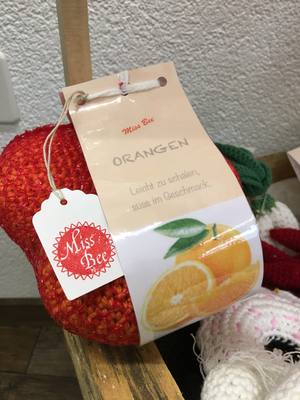 Miss Bee
ORANGEN
Leicht zu schälen,
süss im Geschmack.
Miss
Bee